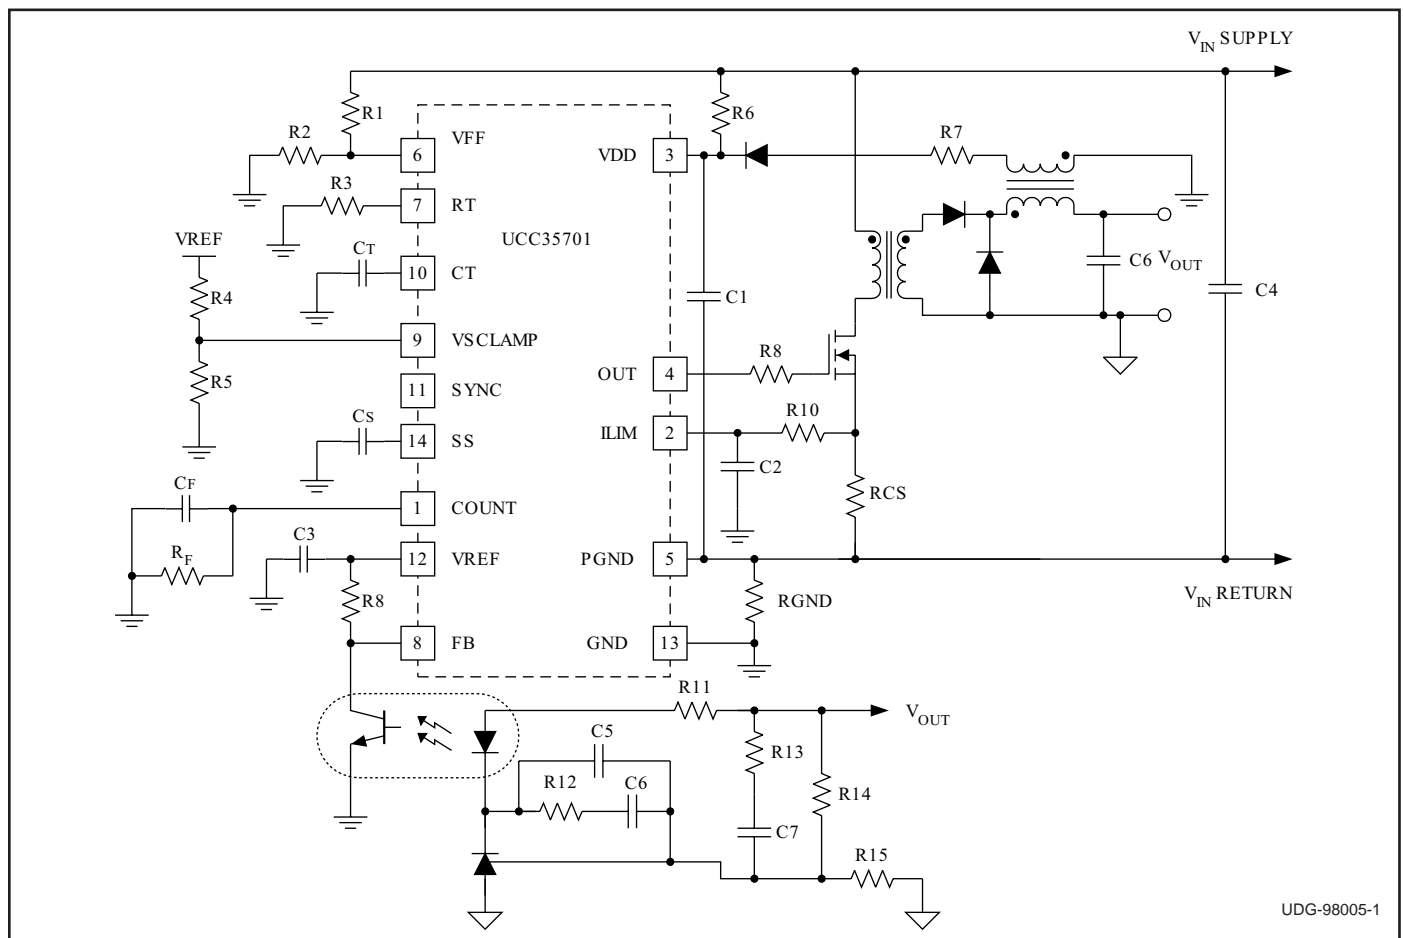 V_IN SUPPLY
R1
R6
R2
VFF
R7
6
VDD
3
R3
7
RT
VREF
UCC35701
CT
10
CT
C6
VOUT
C4
R4
C1
9
VSCLAMP
R8
R5
11
SYNC
OUT
4
R10
CS
14
SS
ILIM
2
C2
RCS
CF
1
COUNT
C3
RF
12
VREF
PGND
5
RGND
VIN RETURN
R8
8
FB
GND
13
R11
VOUT
C5
R13
R12
C6
R14
C7
R15
UDG-98005-1